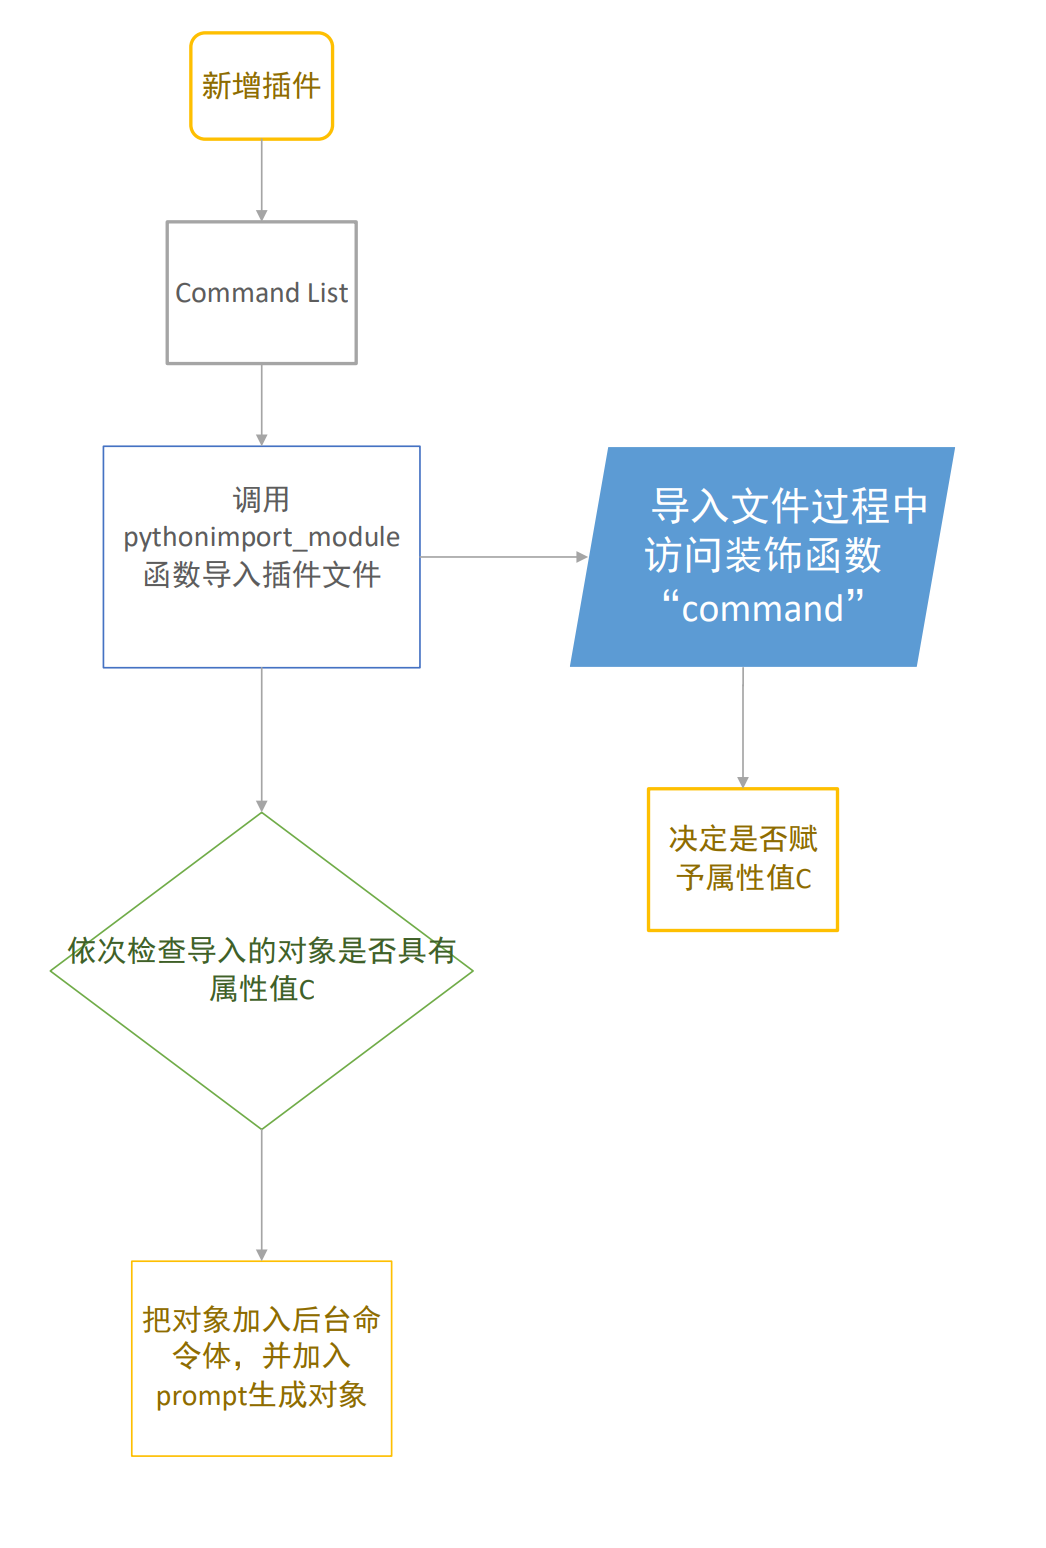 新增插件
Command List
调用
pythonimport_module
函数导入插件文件
导入文件过程中
访问装饰函数
“command”
决定是否赋
予属性值C
依次检查导入的对象是否具有
属性值C
把对象加入后台命
令体，并加入
prompt生成对象